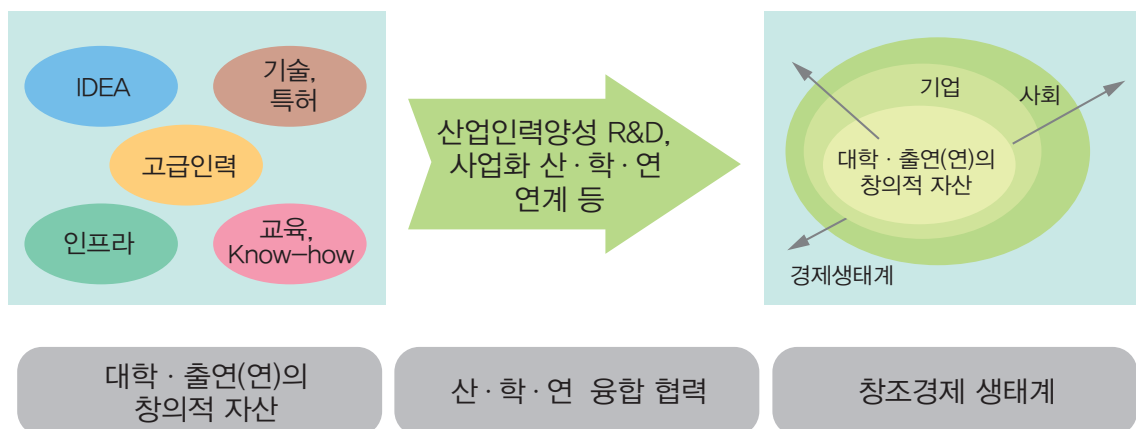 IDEA
기술,
특허
고급인력
인프라
교육,
Know-how
산업인력양성 R&D,
사업화 산·학·연
연계 등
기업
사회
대학·출연(연)의
창의적 자산
경제생태계
대학·출연(연)의
창의적 자산
산·학·연 융합 협력
창조경제 생태계